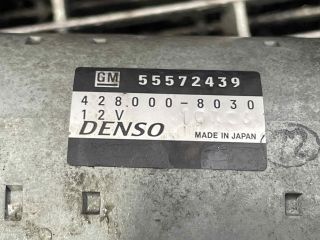 GM 55572439
428000-8030
12V
DENSO MADE IN JAPAN